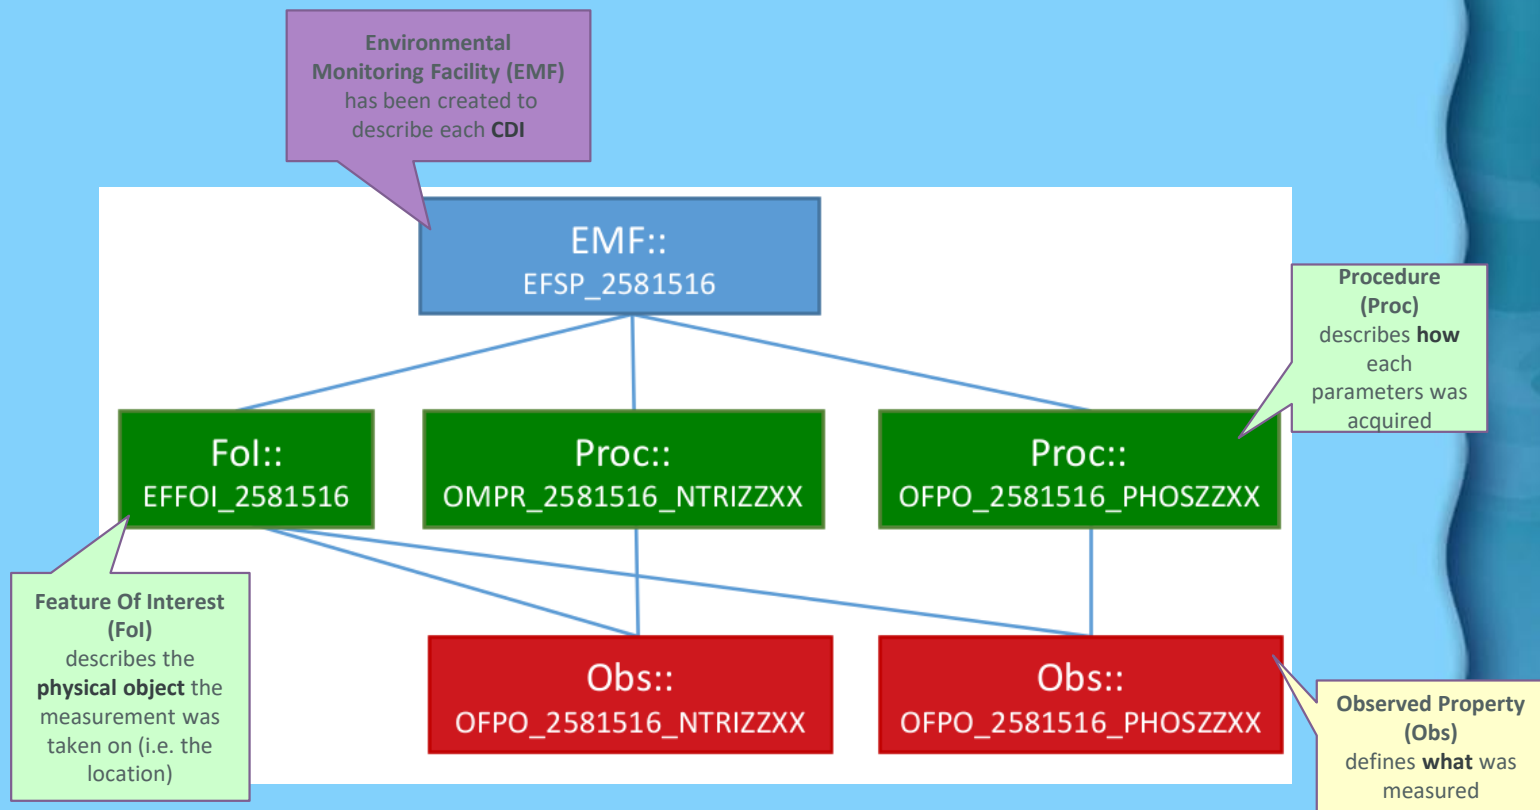 Environmental
Monitoring Facility (EMF)
has been created to
describe each CDI
EMF::
EFSP_2581516
Procedure
(Proc)
describes how
each
parameters was
acquired
FoI::
EFFOI_2581516
Proc::
OMPR_2581516_NTRIZZXX
Proc::
OFPO_2581516_PHOSZZXX
Feature Of Interest
(FoI)
describes the
physical object the
measurement was
taken on (i.e. the
location)
Obs::
OFPO_2581516_NTRIZZXX
Obs::
OFPO_2581516_PHOSZZXX
Observed Property
(Obs)
defines what was
measured